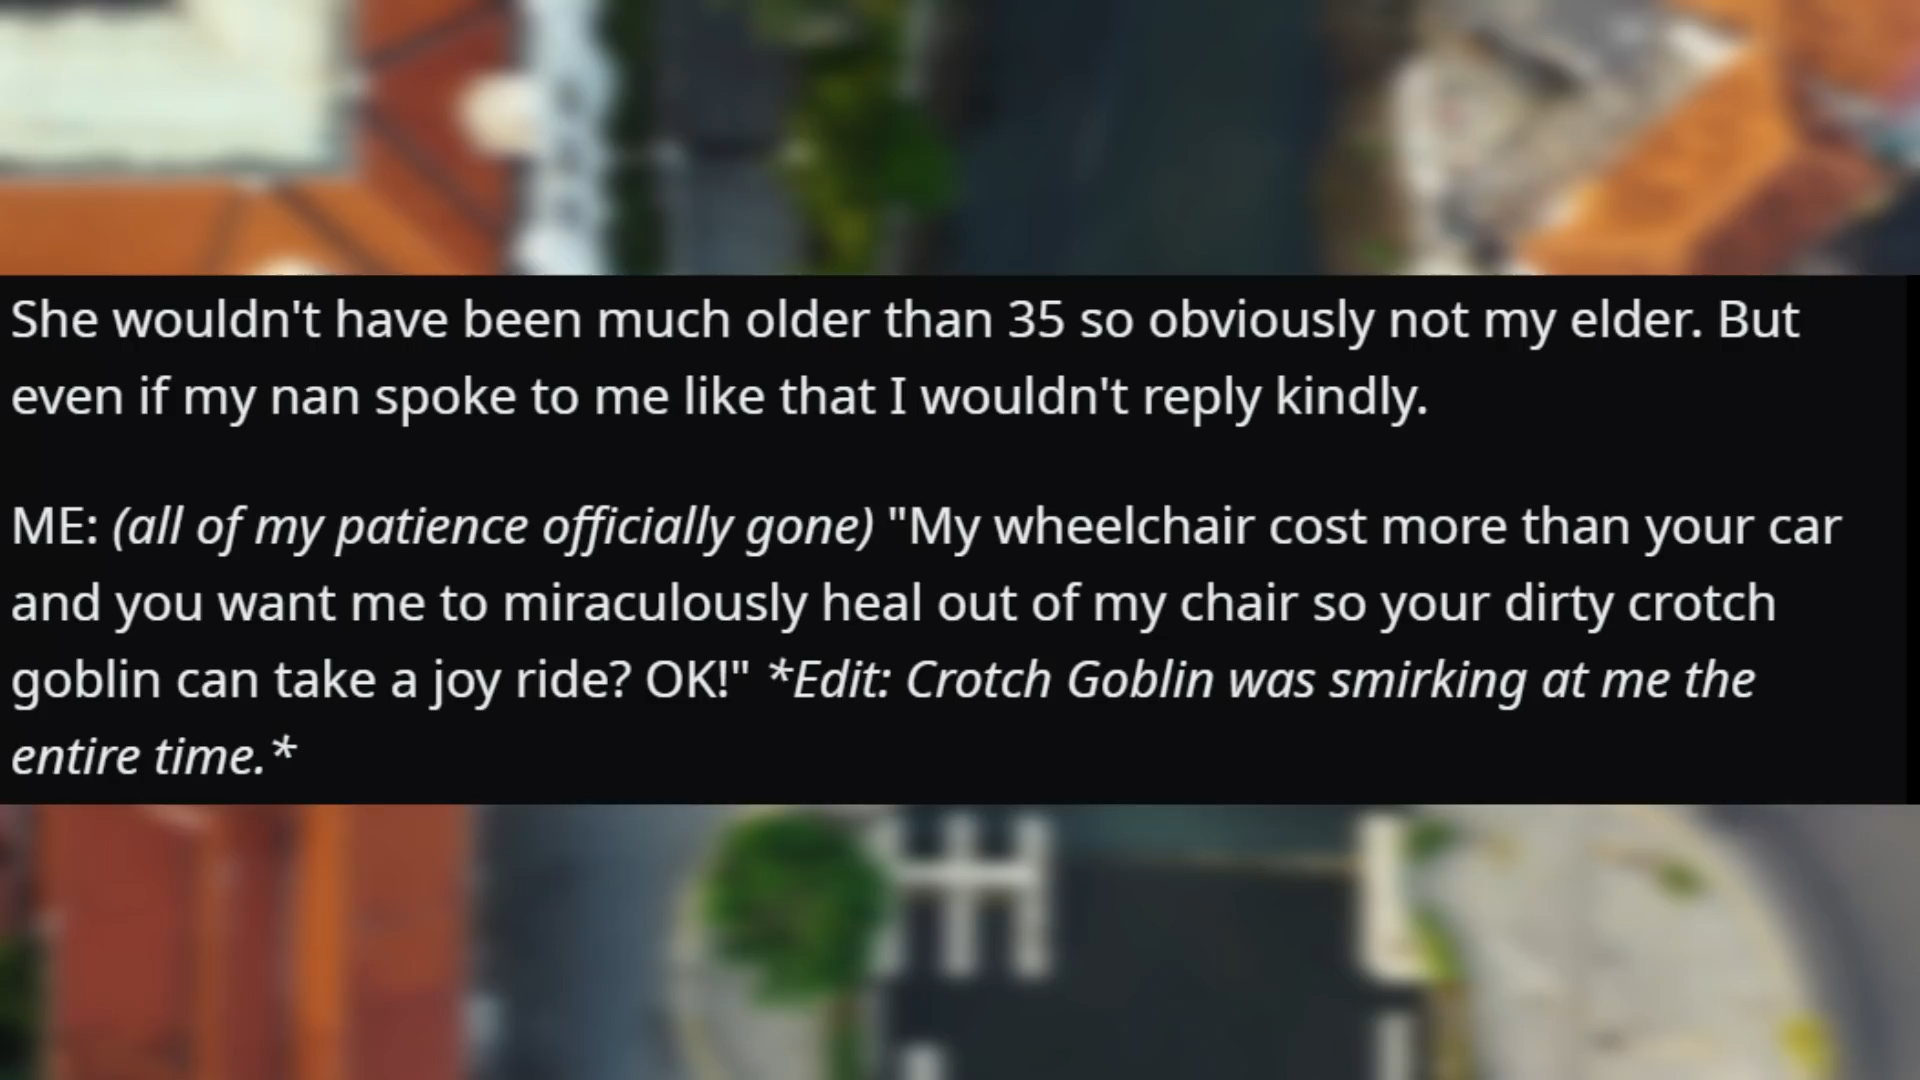 She wouldn't have been much older than 35 so obviously not my elder. But
even if my nan spoke to me like that I wouldn't reply kindly.
ME: (all of my patience officially gone) "My wheelchair cost more than your car
and you want me to miraculously heal out of my chair so your dirty crotch
goblin can take a joy ride? OK!" *Edit: Crotch Goblin was smirking at me the
entire time.*